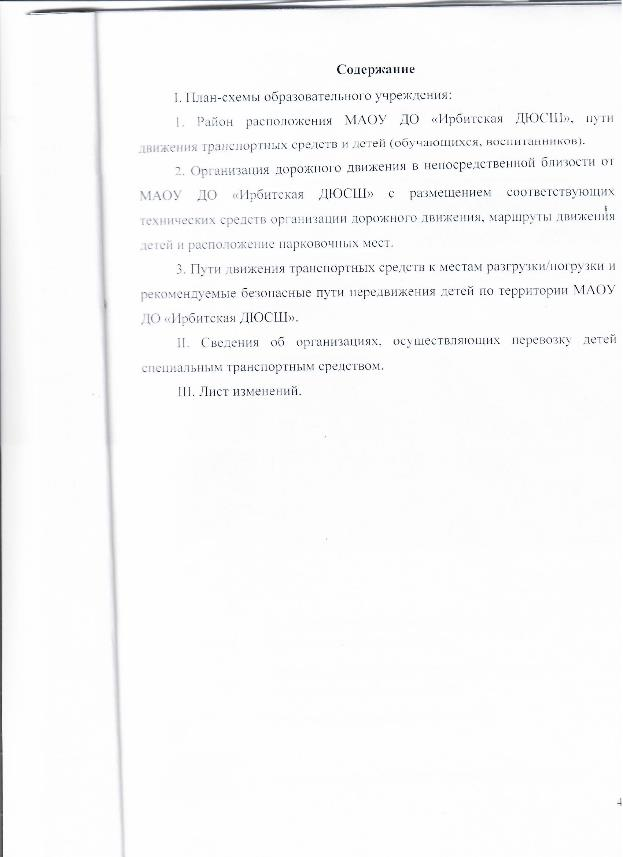 Содержание
I. План-схемы образовательного учреждения:
1. Район расположения МАОУ ДО «Ирбитская ДЮСШ», пути
движения транспортных средств и детей (обучающихся, воспитанников).
2. Организация дорожного движения в непосредственной близости от
МАОУ ДО «Ирбитская ДЮСШ» с размещением соответствующих
технических средств организации дорожного движения, маршруты движения
детей и расположение парковочных мест.
3. Пути движения транспортных средств к местам разгрузки/погрузки и
рекомендуемые безопасные пути передвижения детей по территории МАОУ
ДО «Ирбитская ДЮСШ».
II. Сведения об организациях, осуществляющих перевозку детей
специальным транспортным средством.
III. Лист изменений.
4